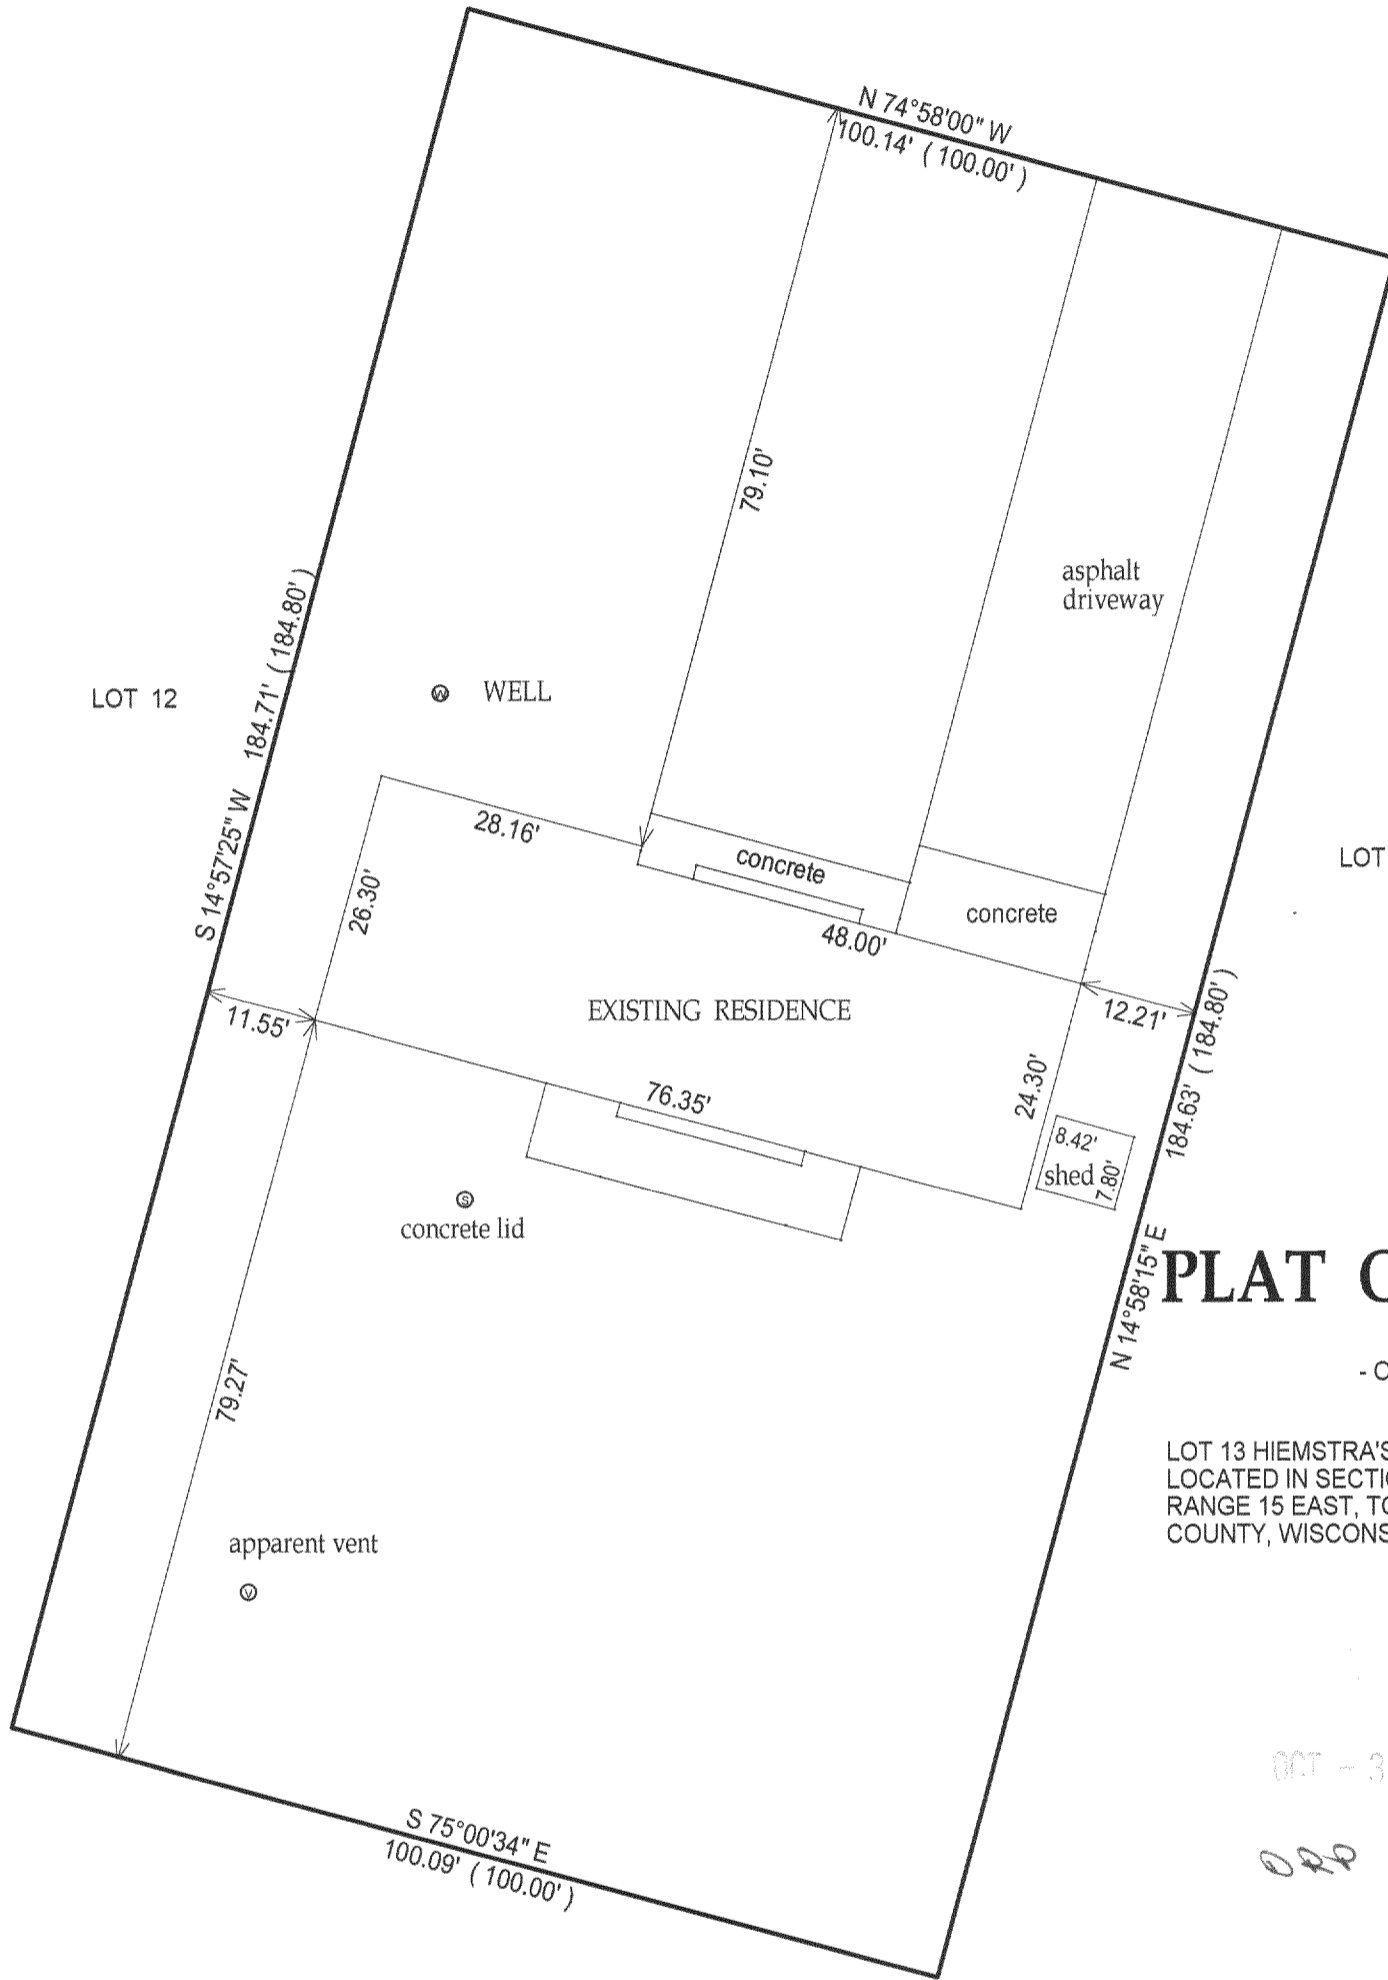 N 74°58'00" W
100.14' ( 100.00' )
79.10'
asphalt
driveway
S 14°57'25" W 184.71' ( 184.80' )
LOT 12
W WELL
28.16'
concrete
LOT
26.30'
48.00'
concrete
11.55'
EXISTING RESIDENCE
12.21'
76.35'
24.30'
8.42'
shed 7.80'
N 14°58'15" E 184.63' ( 184.80' )
S
concrete lid
PLAT
79.27'
LOT 13 HIEMSTRA'S
LOCATED IN SECTI
RANGE 15 EAST, TO
COUNTY, WISCONS
apparent vent
V
OCT - 3
S 75°00'34" E
100.09' ( 100.00' )